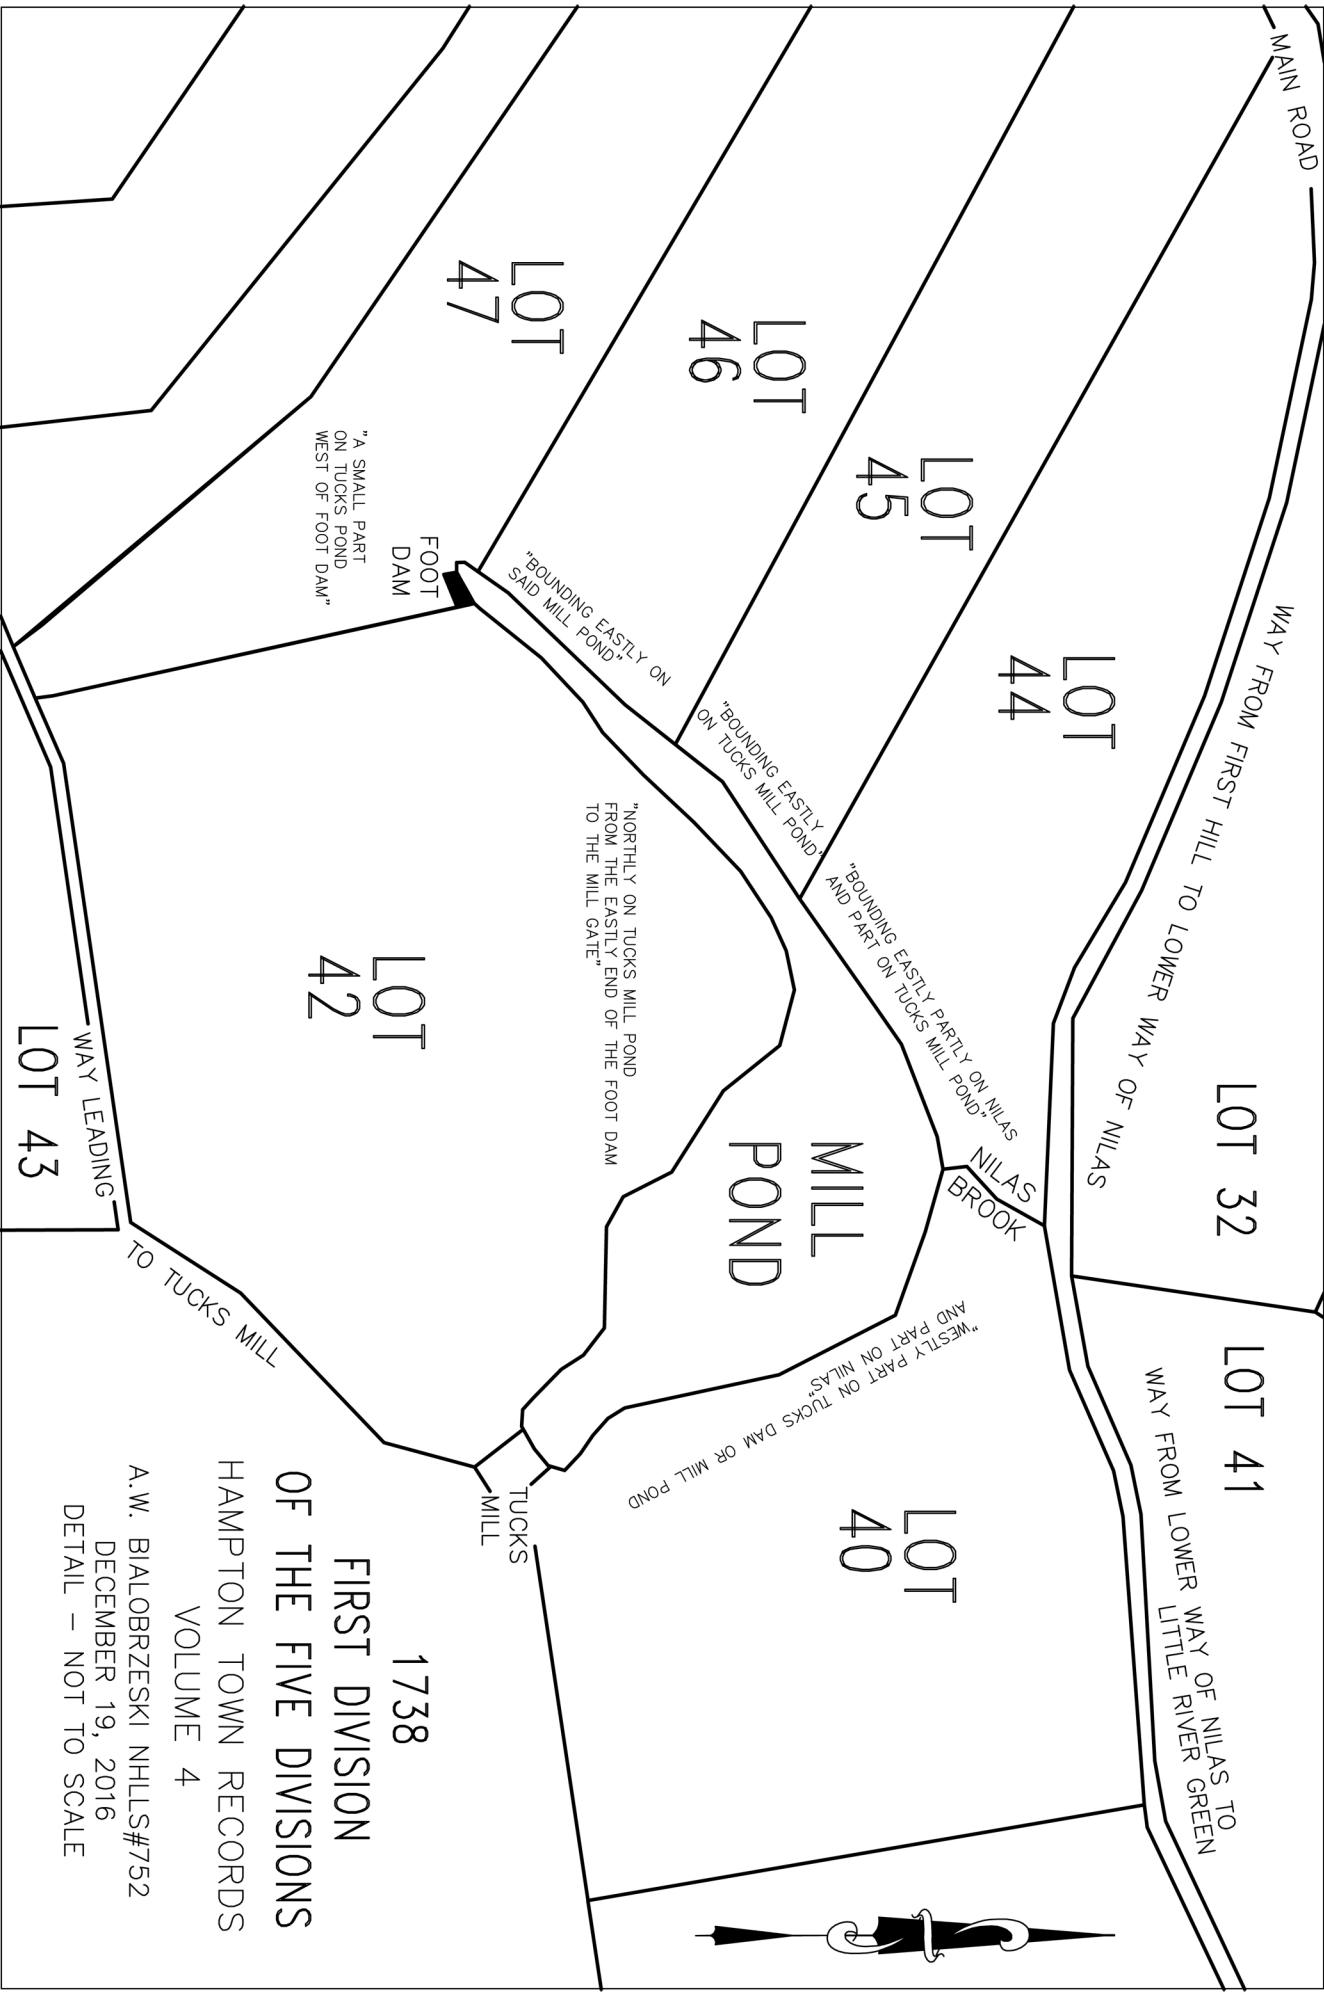 MAIN ROAD
WAY FROM FIRST HILL TO LOWER WAY OF NILAS
LOT 32
LOT 41
WAY FROM LOWER WAY OF NILAS TO
LITTLE RIVER GREEN
LOT
47
LOT
46
LOT
45
LOT
44
"A SMALL PART
ON TUCKS POND
WEST OF FOOT DAM"
FOOT
DAM
"BOUNDING EASTLY ON
SAID MILL POND"
"BOUNDING EASTLY
ON TUCKS MILL POND"
"BOUNDING EASTLY PARTLY ON NILAS
AND PART ON TUCKS MILL POND"
NILAS
BROOK
MILL
POND
"WESTLY PART ON TUCKS DAM OR MILL POND
AND PART ON NILAS"
LOT
40
"NORTHLY ON TUCKS MILL POND
FROM THE EASTLY END OF THE FOOT DAM
TO THE MILL GATE"
LOT
42
TUCKS
MILL
WAY LEADING
TO TUCKS MILL
LOT 43
1738
FIRST DIVISION
OF THE FIVE DIVISIONS
HAMPTON TOWN RECORDS
VOLUME 4
A.W. BIALOBRZESKI NHLLS#752
DECEMBER 19, 2016
DETAIL – NOT TO SCALE